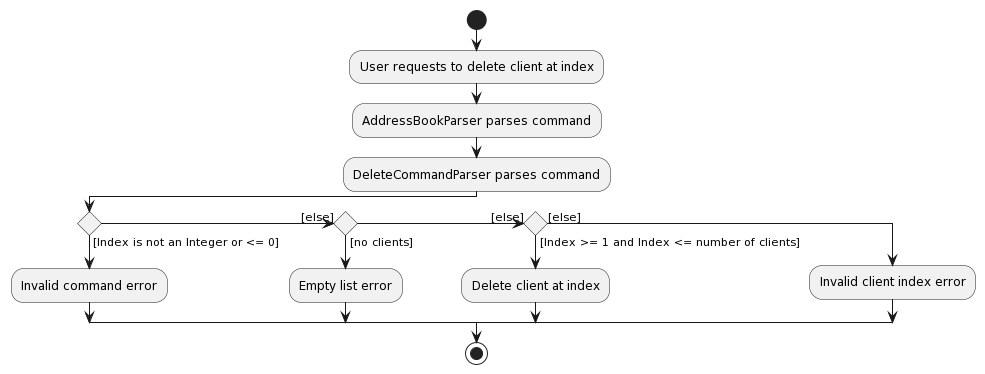 User requests to delete client at index
AddressBookParser parses command
DeleteCommandParser parses command
[else]
[else]
[else]
[Index is not an Integer or <= 0]
[no clients]
[Index >= 1 and Index <= number of clients]
Invalid command error
Empty list error
Delete client at index
Invalid client index error